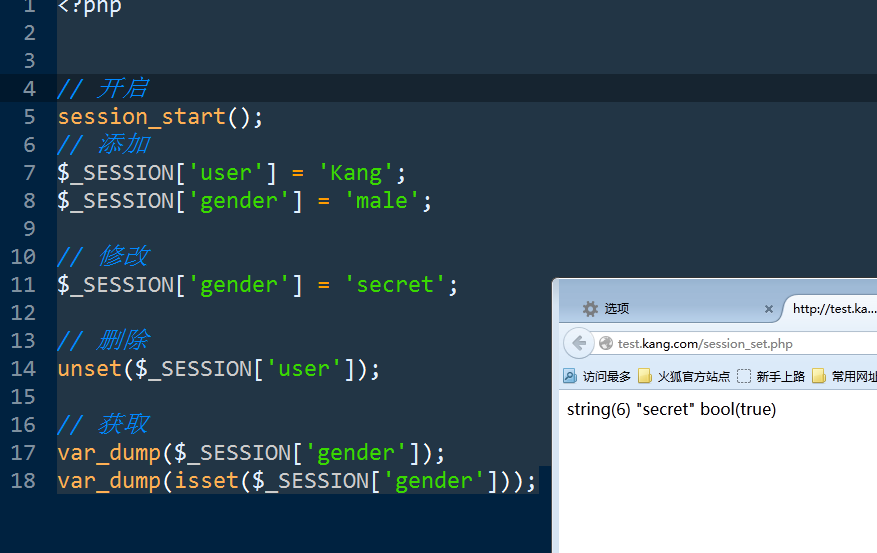 1 <?php
2
3
4 // 开启
5 session_start();
6 // 添加
7 $_SESSION['user'] = 'Kang';
8 $_SESSION['gender'] = 'male';
9
10 // 修改
11 $_SESSION['gender'] = 'secret';
12
13 // 删除
14 unset($_SESSION['user']);
15
16 // 获取
17 var_dump($_SESSION['gender']);
18 var_dump(isset($_SESSION['gender']));
选项 × http://test.ka...
test.kang.com/session_set.php
访问最多 火狐官方站点 新手上路 常用网址
string(6) "secret" bool(true)